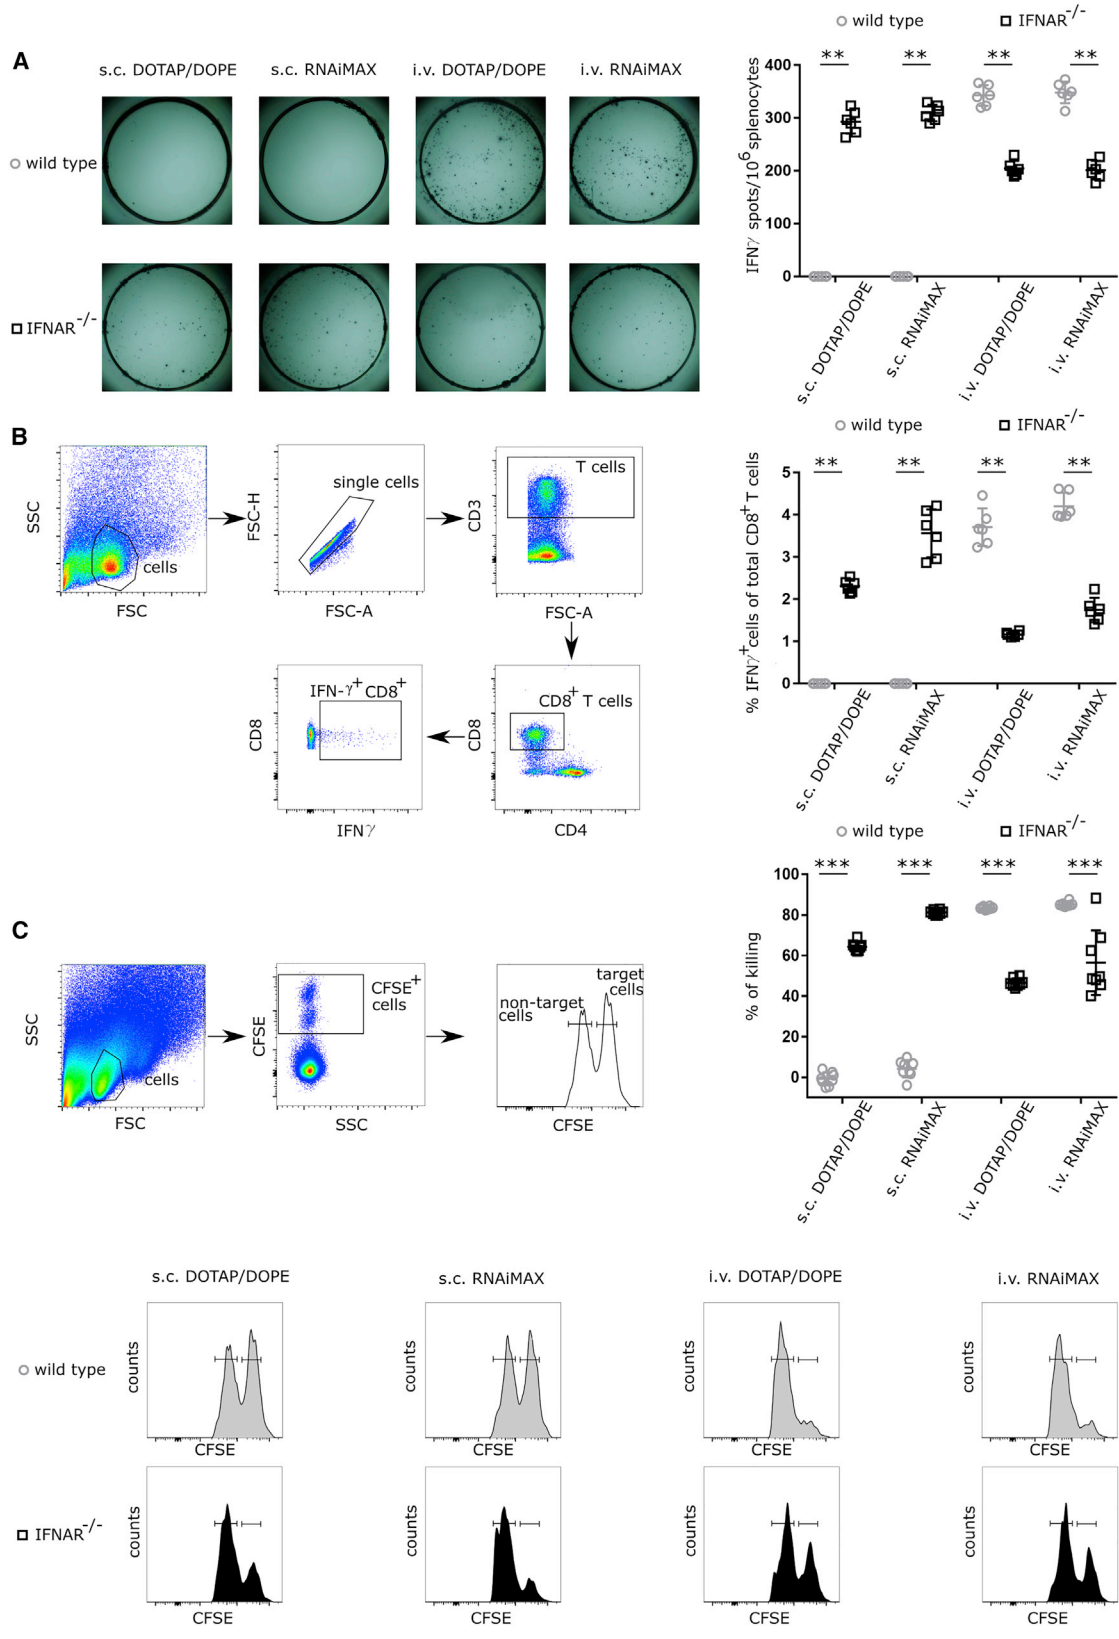 A
s.c. DOTAP/DOPE s.c. RNAiMAX i.v. DOTAP/DOPE i.v. RNAiMAX
wild type
IFNAR-/-
wild type IFNAR-/-
** ** ** **
IFNγ spots/10⁶ splenocytes
400
300
200
100
0
s.c. DOTAP/DOPE
s.c. RNAiMAX
i.v. DOTAP/DOPE
i.v. RNAiMAX
B
SSC
cells
FSC
FSC-H
single cells
FSC-A
CD3
T cells
FSC-A
CD8
IFN-γ+ CD8+
IFNγ
CD8
CD8+ T cells
CD4
wild type IFNAR-/-
** ** ** **
% IFNγ+cells of total CD8+ T cells
5
4
3
2
1
0
s.c. DOTAP/DOPE
s.c. RNAiMAX
i.v. DOTAP/DOPE
i.v. RNAiMAX
C
SSC
cells
FSC
CFSE
CFSE+
cells
SSC
non-target
cells
target
cells
CFSE
wild type IFNAR-/-
*** *** *** ***
% of killing
100
80
60
40
20
0
s.c. DOTAP/DOPE
s.c. RNAiMAX
i.v. DOTAP/DOPE
i.v. RNAiMAX
s.c. DOTAP/DOPE s.c. RNAiMAX i.v. DOTAP/DOPE i.v. RNAiMAX
wild type
counts counts counts counts
CFSE CFSE CFSE CFSE
IFNAR-/-
counts counts counts counts
CFSE CFSE CFSE CFSE